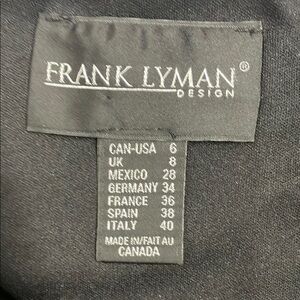 FRANK LYMAN®
DESIGN
CAN-USA 6
UK 8
MEXICO 28
GERMANY 34
FRANCE 36
SPAIN 38
ITALY 40
MADE IN/FAIT AU
CANADA